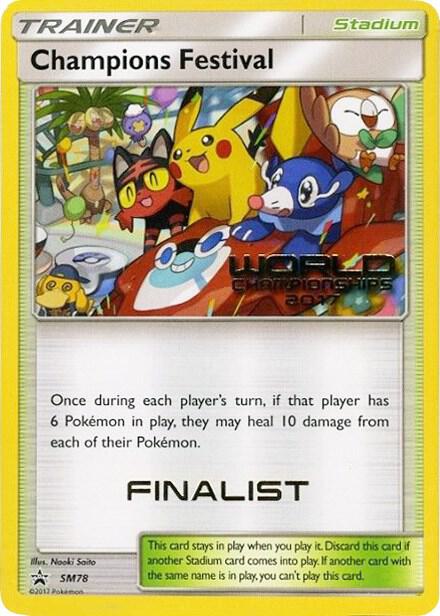 TRAINER
Stadium
Champions Festival
WORLD
CHAMPIONSHIPS
2017
Once during each player's turn, if that player has
6 Pokémon in play, they may heal 10 damage from
each of their Pokémon.
FINALIST
Illus. Naoki Saito
SM78
©2017 Pokémon
This card stays in play when you play it. Discard this card if
another Stadium card comes into play. If another card with
the same name is in play, you can't play this card.